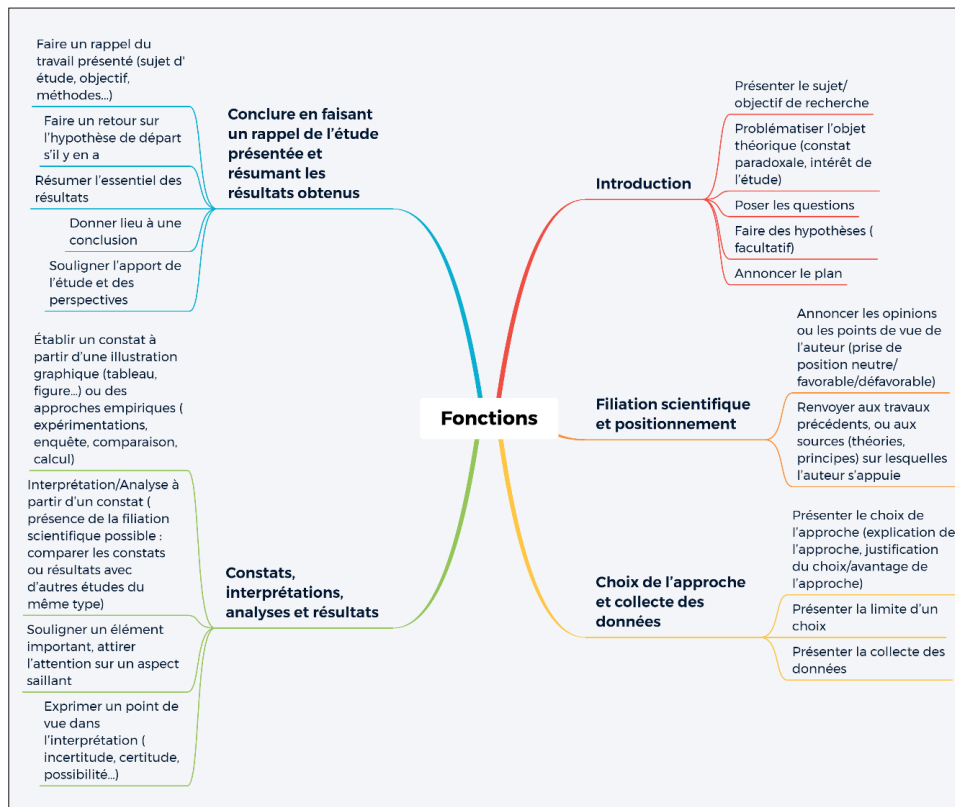 Fonctions
Introduction
Présenter le sujet/
objectif de recherche
Problématiser l'objet
théorique (constat
paradoxale, intérêt de
l'étude)
Poser les questions
Faire des hypothèses (
facultatif)
Annoncer le plan
Filiation scientifique
et positionnement
Annoncer les opinions
ou les points de vue de
l'auteur (prise de
position neutre/
favorable/défavorable)
Renvoyer aux travaux
précédents, ou aux
sources (théories,
principes) sur lesquelles
l'auteur s'appuie
Choix de l'approche
et collecte des
données
Présenter le choix de
l'approche (explication de
l'approche, justification
du choix/avantage de
l'approche)
Présenter la limite d'un
choix
Présenter la collecte des
données
Conclure en faisant
un rappel de l'étude
présentée et
résumant les
résultats obtenus
Faire un rappel du
travail présenté (sujet d'
étude, objectif,
méthodes...)
Faire un retour sur
l'hypothèse de départ
s'il y en a
Résumer l'essentiel des
résultats
Donner lieu à une
conclusion
Souligner l'apport de
l'étude et des
perspectives
Constats,
interprétations,
analyses et résultats
Établir un constat à
partir d'une illustration
graphique (tableau,
figure...) ou des
approches empiriques (
expérimentations,
enquête, comparaison,
calcul)
Interprétation/Analyse à
partir d'un constat (
présence de la filiation
scientifique possible :
comparer les constats
ou résultats avec
d'autres études du
même type)
Souligner un élément
important, attirer
l'attention sur un aspect
saillant
Exprimer un point de
vue dans
l'interprétation (
incertitude, certitude,
possibilité...)